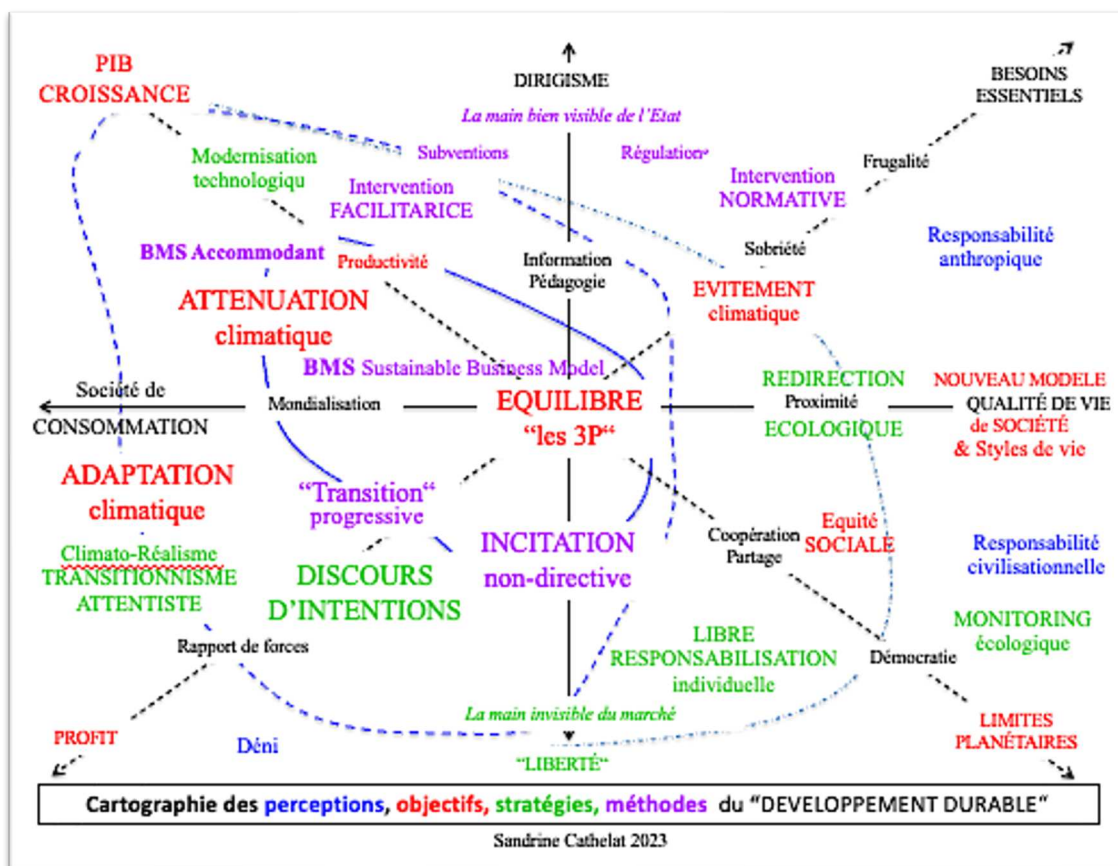 PIB
CROISSANCE
DIRIGISME
La main bien visible de l'Etat
BESOINS
ESSENTIELS
Modernisation
technologiqu
Subventions
Régulation
Frugalité
Intervention
FACILITARICE
Intervention
NORMATIVE
BMS Accommodant
Productivité
Information
Pédagogie
Sobriété
Responsabilité
anthropique
ATTENUATION
climatique
EVITEMENT
climatique
BMS Sustainable Business Model
Société de
CONSOMMATION
Mondialisation
EQUILIBRE
“les 3P“
REDIRECTION
Proximité
ECOLOGIQUE
NOUVEAU MODELE
QUALITÉ DE VIE
de SOCIÉTÉ
& Styles de vie
ADAPTATION
climatique
“Transition“
progressive
INCITATION
non-directive
Coopération
Partage
Equité
SOCIALE
Responsabilité
civilisationnelle
Climato-Réalisme
TRANSITIONNISME
ATTENTISTE
DISCOURS
D'INTENTIONS
Rapport de forces
LIBRE
RESPONSABILISATION
individuelle
Démocratie
MONITORING
écologique
La main invisible du marché
PROFIT
Déni
“LIBERTÉ“
LIMITES
PLANÉTAIRES
Cartographie des perceptions, objectifs, stratégies, méthodes du “DEVELOPPEMENT DURABLE“
Sandrine Cathelat 2023